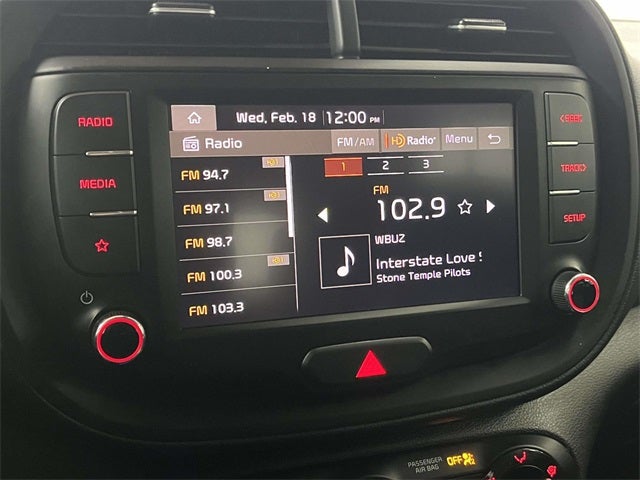 Wed, Feb. 18 12:00 PM
Radio FM/AM HD Radio Menu
RADIO
MEDIA
FM 94.7
FM 97.1
FM 98.7
FM 100.3
FM 103.3
1 2 3
FM
102.9
WBUZ
Interstate Love
Stone Temple Pilots
TRACK>
SETUP
PASSENGER
AIR BAG
OFF